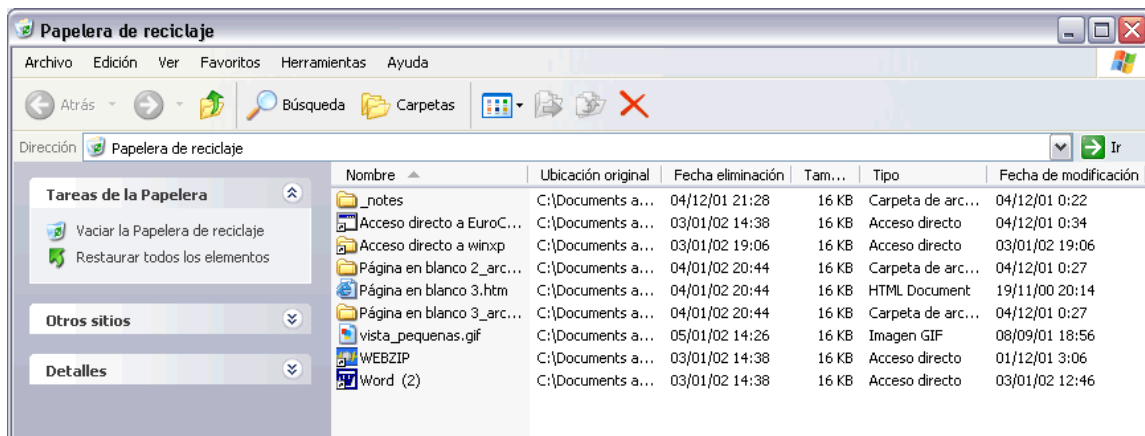 Papelera de reciclaje
Archivo Edición Ver Favoritos Herramientas Ayuda
Atrás Búsqueda Carpetas
Dirección Papelera de reciclaje Ir
Tareas de la Papelera
Vaciar la Papelera de reciclaje
Restaurar todos los elementos
Otros sitios
Detalles
Nombre Ubicación original Fecha eliminación Tam... Tipo Fecha de modificación
_notes C:\Documents a... 04/12/01 21:28 16 KB Carpeta de arc... 04/12/01 0:22
Acceso directo a EuroC... C:\Documents a... 03/01/02 14:38 16 KB Acceso directo 04/12/01 0:34
Acceso directo a winxp C:\Documents a... 03/01/02 19:06 16 KB Acceso directo 03/01/02 19:06
Página en blanco 2_arc... C:\Documents a... 04/01/02 20:44 16 KB Carpeta de arc... 04/12/01 0:27
Página en blanco 3.htm C:\Documents a... 04/01/02 20:44 16 KB HTML Document 19/11/00 20:14
Página en blanco 3_arc... C:\Documents a... 04/01/02 20:44 16 KB Carpeta de arc... 04/12/01 0:27
vista_pequenas.gif C:\Documents a... 05/01/02 14:26 16 KB Imagen GIF 08/09/01 18:56
WEBZIP C:\Documents a... 03/01/02 14:38 16 KB Acceso directo 01/12/01 3:06
Word (2) C:\Documents a... 03/01/02 14:38 16 KB Acceso directo 03/01/02 12:46